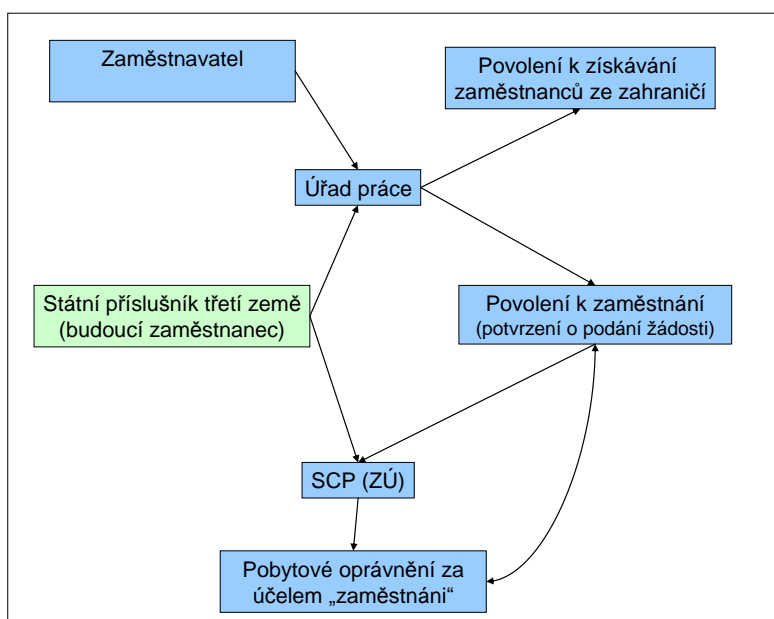 Zaměstnavatel
Povolení k získávání
zaměstnanců ze zahraničí
Úřad práce
Státní příslušník třetí země
(budoucí zaměstnanec)
Povolení k zaměstnání
(potvrzení o podání žádosti)
SCP (ZÚ)
Pobytové oprávnění za
účelem „zaměstnáni“